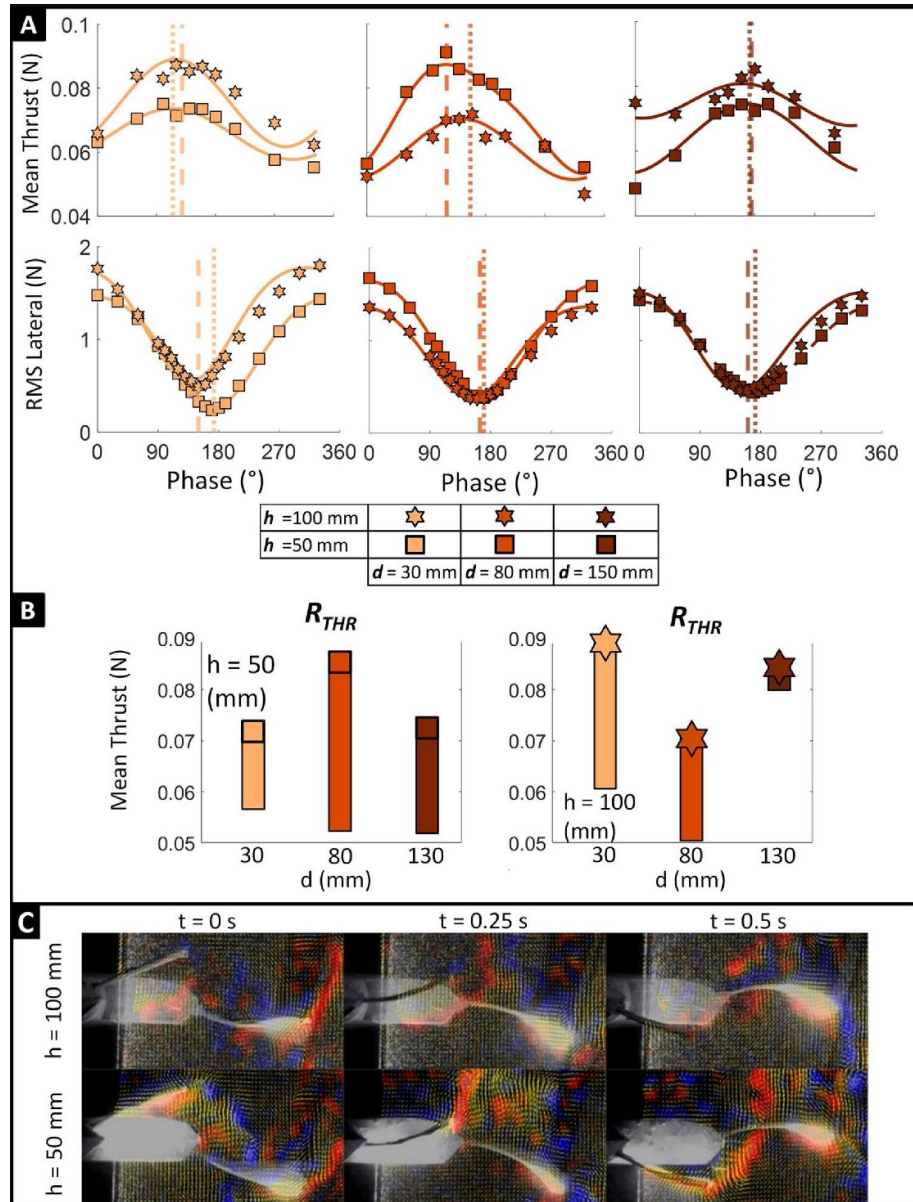 A
Mean Thrust (N)
0.1
0.08
0.06
0.04
RMS Lateral (N)
2
1
0
0 90 180 270 360
Phase (°)
0 90 180 270 360
Phase (°)
0 90 180 270 360
Phase (°)
h =100 mm
h =50 mm
d = 30 mm d = 80 mm d = 150 mm
B
R_THR
Mean Thrust (N)
0.09
0.08
0.07
0.06
0.05
h = 50
(mm)
30 80 130
d (mm)
R_THR
0.09
0.08
0.07
0.06
0.05
h = 100
(mm)
30 80 130
d (mm)
C
t = 0 s t = 0.25 s t = 0.5 s
h = 100 mm
h = 50 mm